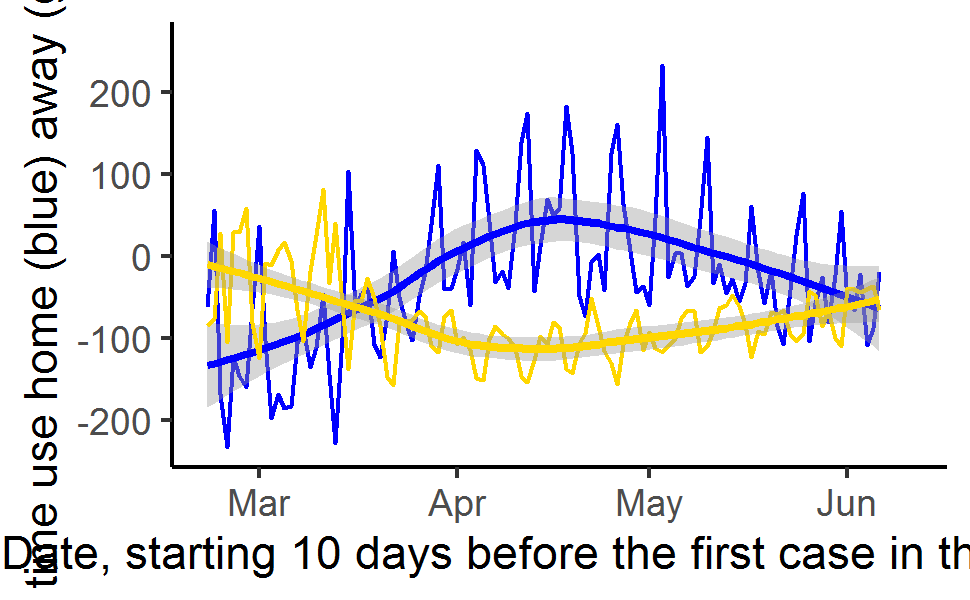 time use home (blue) away (
200
100
0
-100
-200
Mar Apr May Jun
Date, starting 10 days before the first case in th